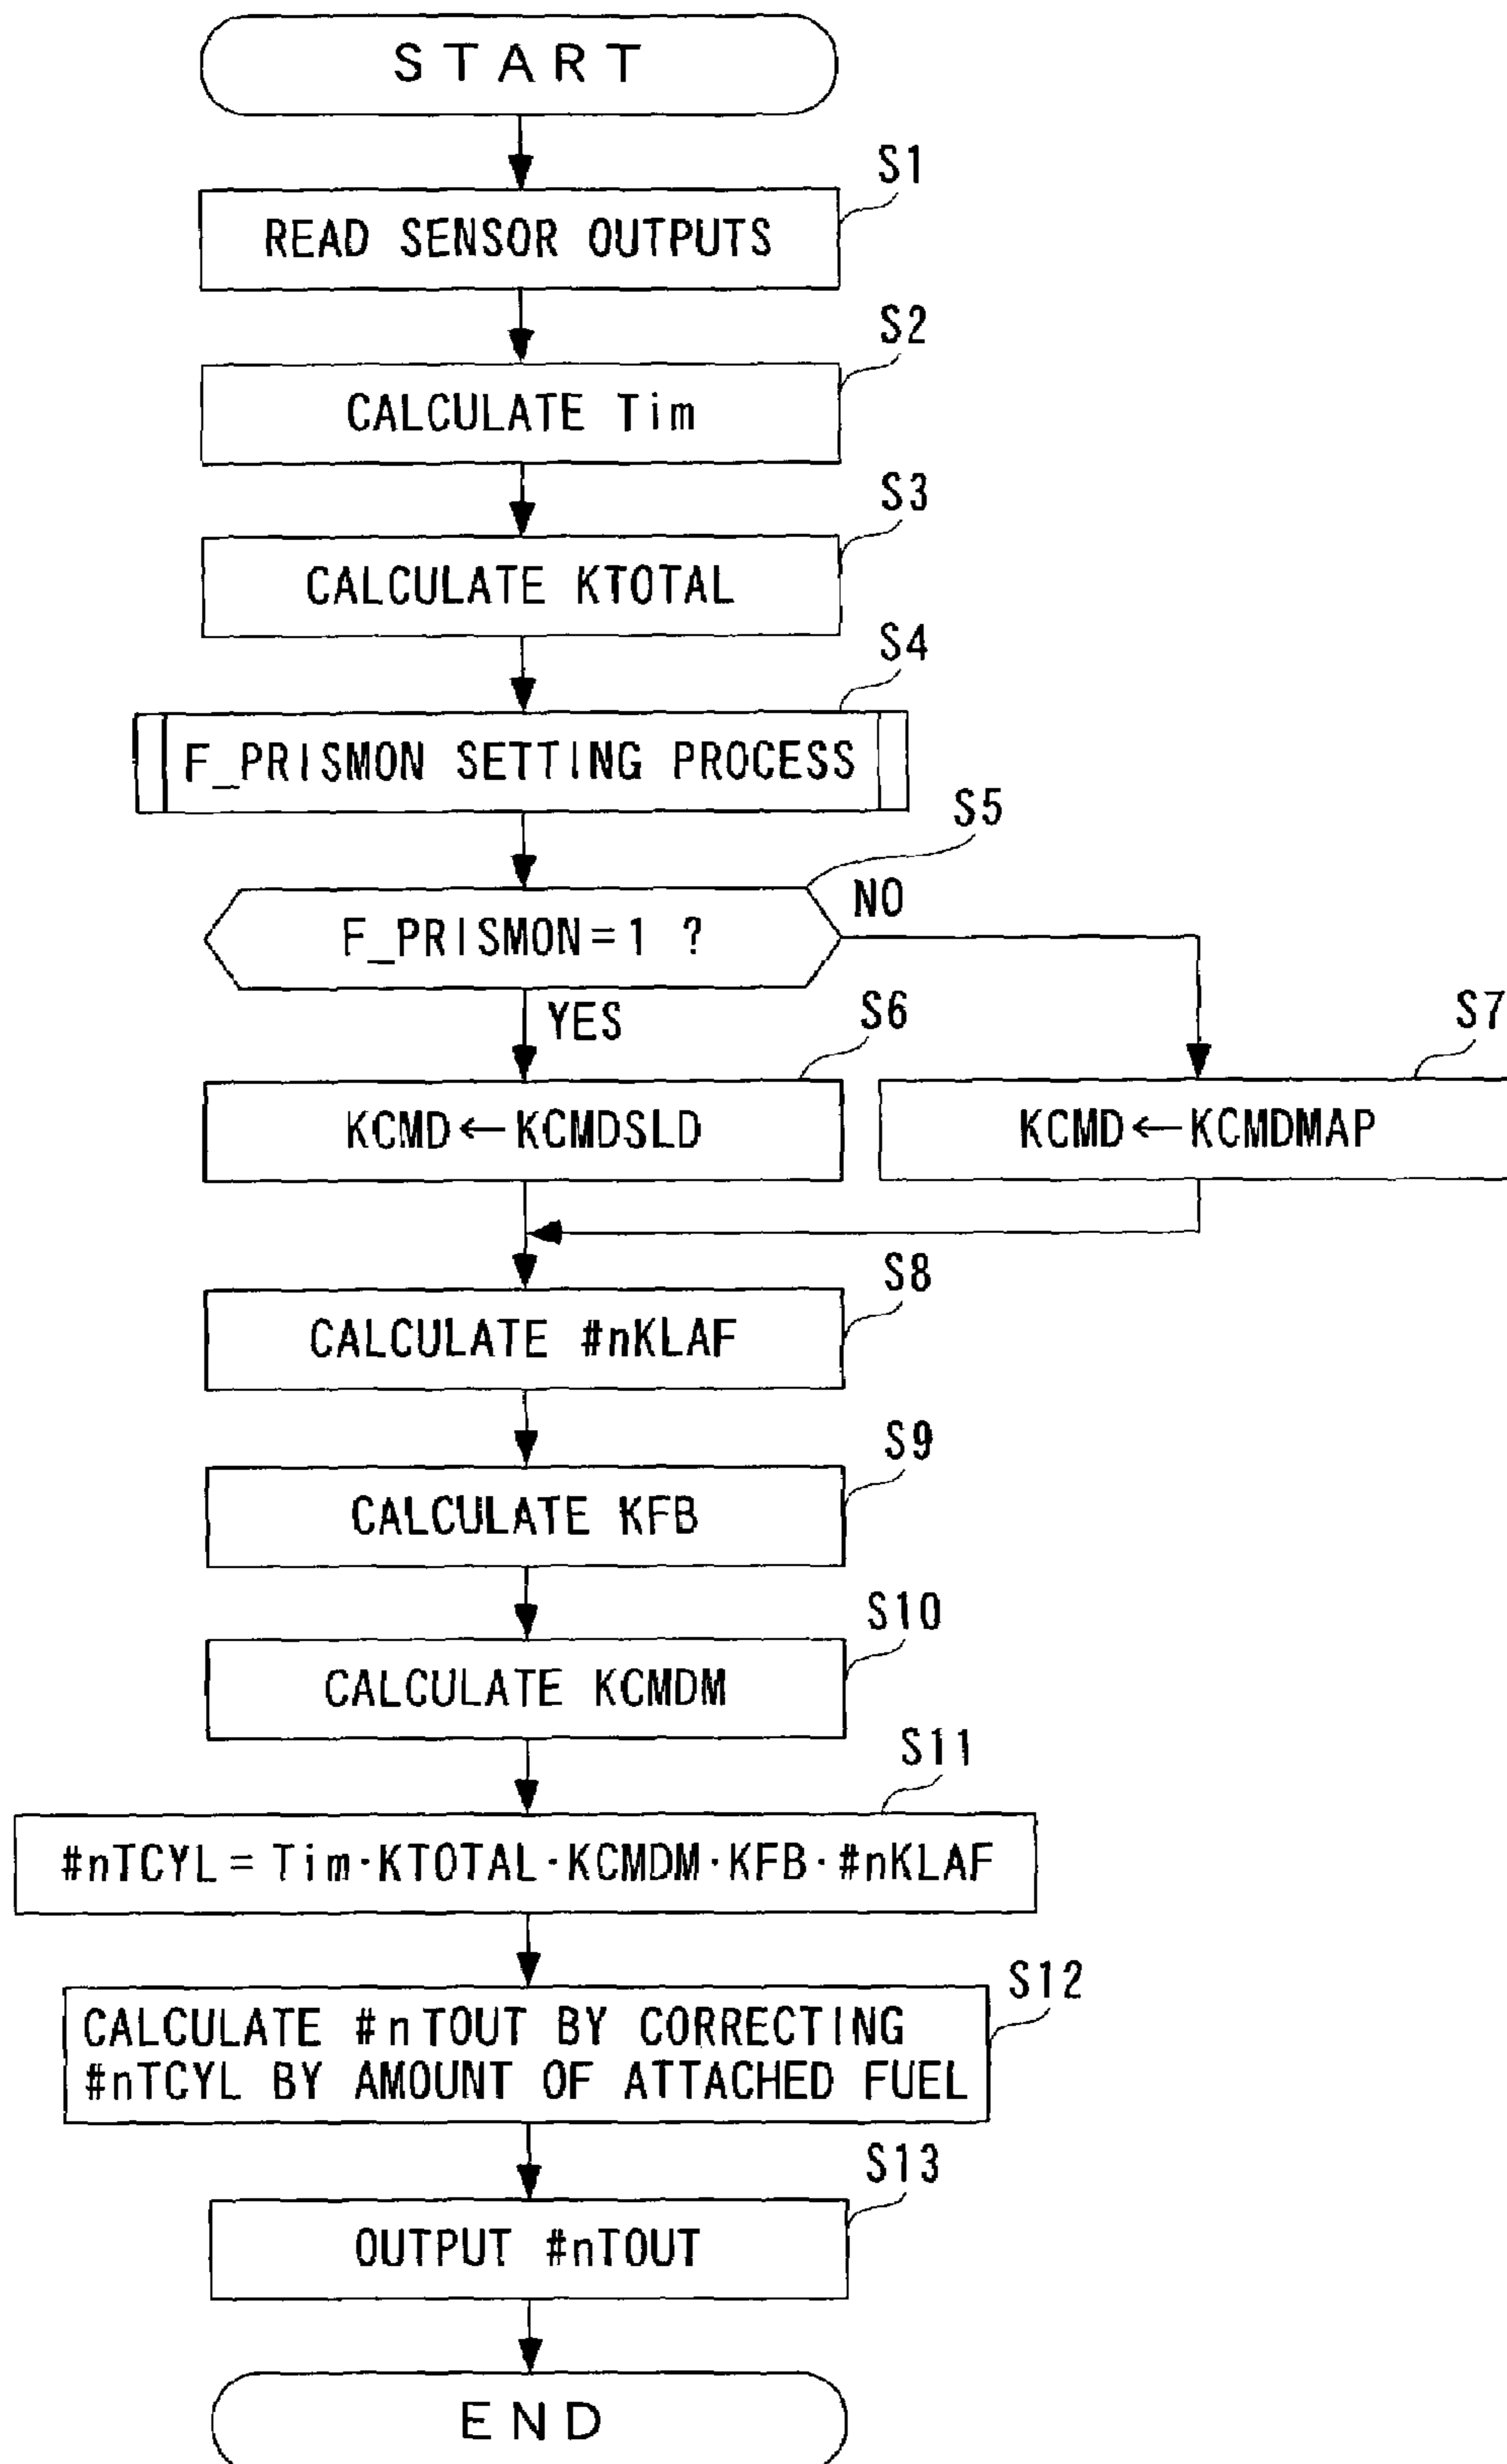 START
S1
READ SENSOR OUTPUTS
S2
CALCULATE Tim
S3
CALCULATE KTOTAL
S4
F_PRISMON SETTING PROCESS
S5
F_PRISMON=1 ?
NO
YES
S6
KCMD←KCMDSLD
S7
KCMD←KCMDMAP
S8
CALCULATE #nKLAF
S9
CALCULATE KFB
S10
CALCULATE KCMDM
S11
#nTCYL=Tim·KTOTAL·KCMDM·KFB·#nKLAF
S12
CALCULATE #nTOUT BY CORRECTING
#nTCYL BY AMOUNT OF ATTACHED FUEL
S13
OUTPUT #nTOUT
END